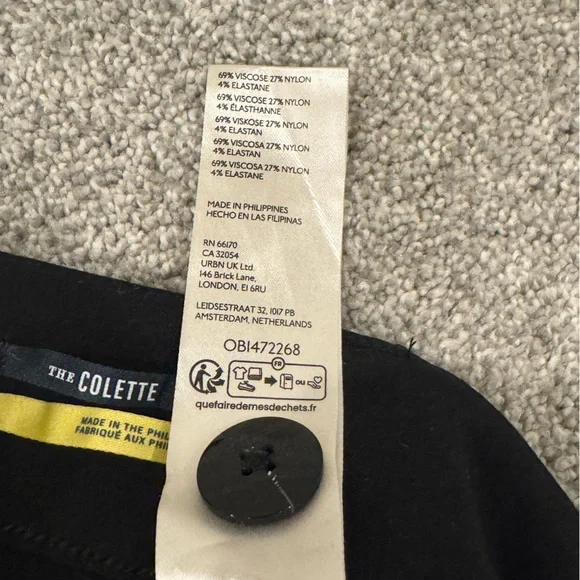 69% VISCOSE 27% NYLON
4% ELASTANE
69% VISCOSE 27% NYLON
4% ÉLASTHANNE
69% VISKOSE 27% NYLON
4% ELASTAN
69% VISCOSA 27% NYLON
4% ELASTAN
69% VISCOSA 27% NYLON
4% ELASTANE
MADE IN PHILIPPINES
HECHO EN LAS FILIPINAS
RN 66170
CA 32054
URBN UK Ltd.
146 Brick Lane,
LONDON, E1 6RU
LEIDSESTRAAT 32, 1017 PB
AMSTERDAM, NETHERLANDS
OB1472268
FR
OU
quefairedemesdechets.fr
THE COLETTE
MADE IN THE PHIL
FABRIQUÉ AUX PHI